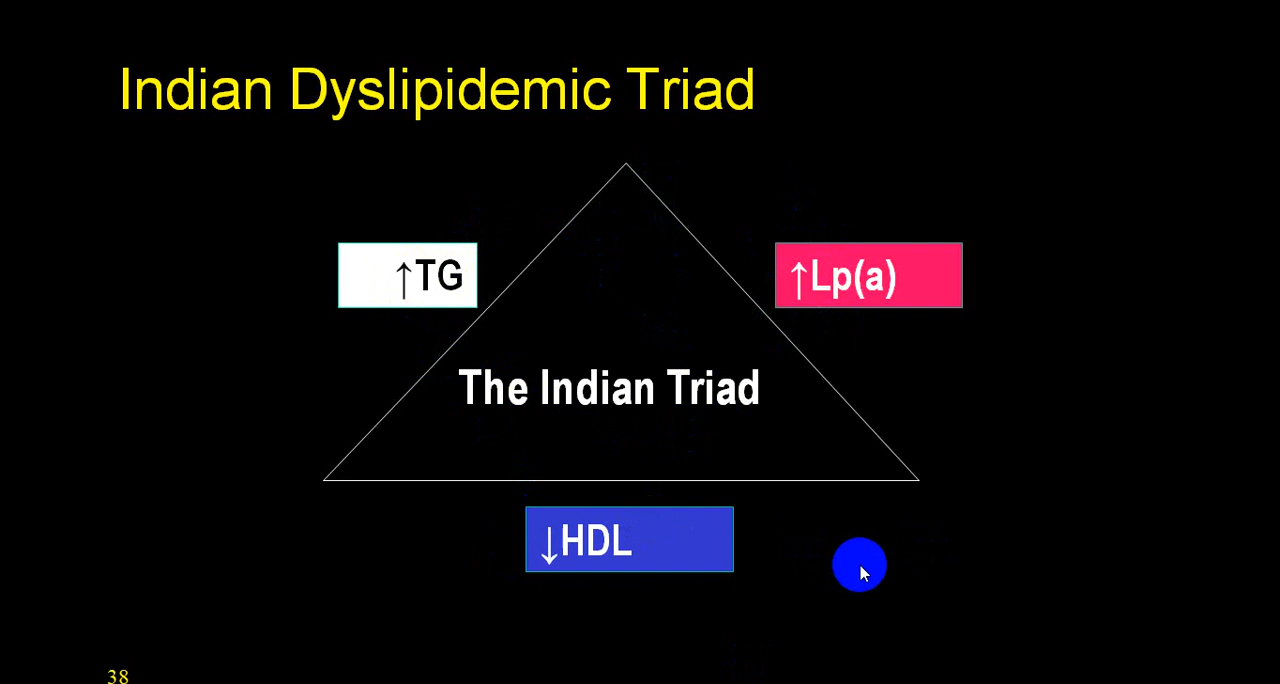 Indian Dyslipidemic Triad
↑TG
↑Lp(a)
The Indian Triad
↓HDL
38